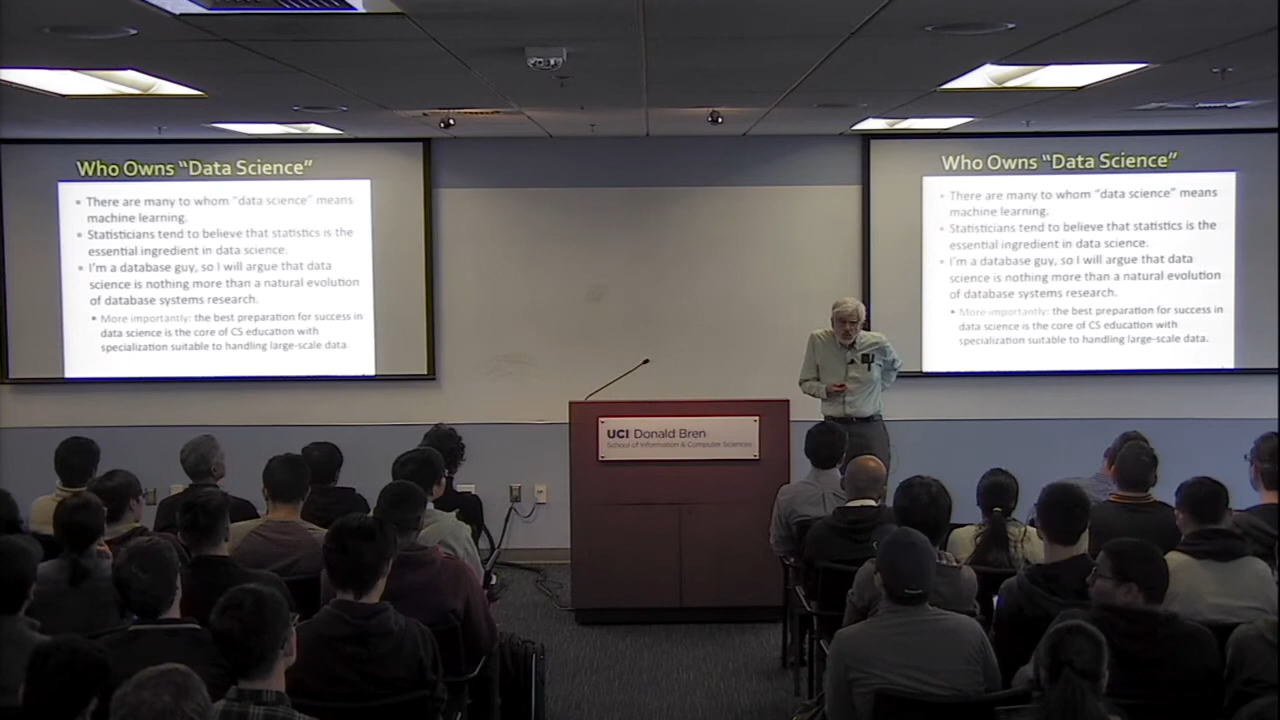 Who Owns “Data Science”
▪ There are many to whom “data science” means
machine learning.
▪ Statisticians tend to believe that statistics is the
essential ingredient in data science.
▪ I’m a database guy, so I will argue that data
science is nothing more than a natural evolution
of database systems research.
▪ More importantly: the best preparation for success in
data science is the core of CS education with
specialization suitable to handling large-scale data.
UCI Donald Bren
School of Information & Computer Sciences
Who Owns “Data Science”
▪ There are many to whom “data science” means
machine learning.
▪ Statisticians tend to believe that statistics is the
essential ingredient in data science.
▪ I’m a database guy, so I will argue that data
science is nothing more than a natural evolution
of database systems research.
▪ More importantly: the best preparation for success in
data science is the core of CS education with
specialization suitable to handling large-scale data.